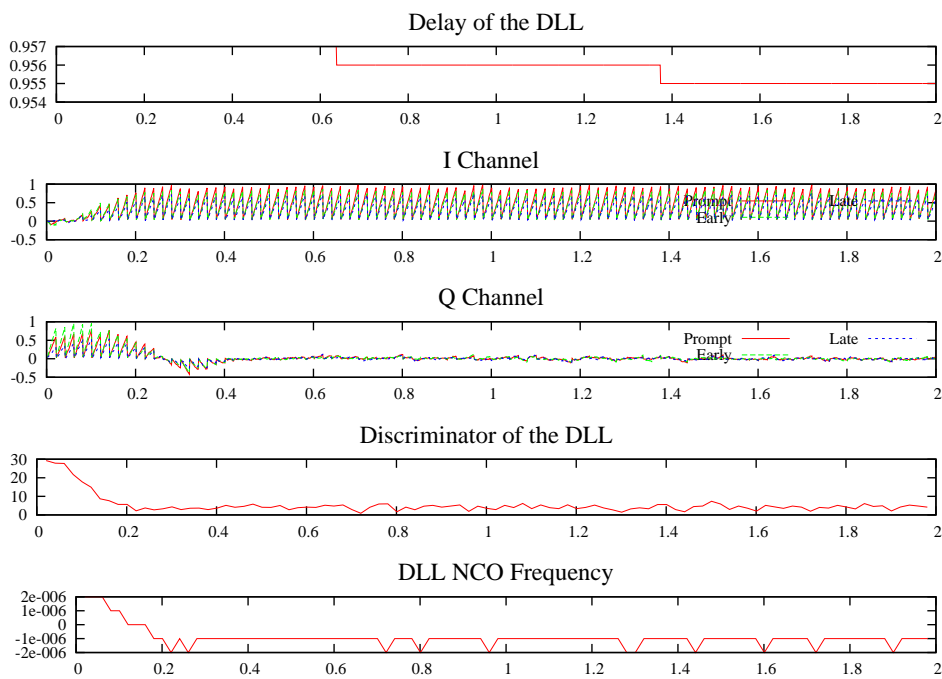 Delay of the DLL
0.957
0.956
0.955
0.954
0 0.2 0.4 0.6 0.8 1 1.2 1.4 1.6 1.8 2
I Channel
1
0.5
0
-0.5
Prompt Late
Early
0 0.2 0.4 0.6 0.8 1 1.2 1.4 1.6 1.8 2
Q Channel
1
0.5
0
-0.5
Prompt Late
Early
0 0.2 0.4 0.6 0.8 1 1.2 1.4 1.6 1.8 2
Discriminator of the DLL
30
20
10
0
0 0.2 0.4 0.6 0.8 1 1.2 1.4 1.6 1.8 2
DLL NCO Frequency
2e-006
1e-006
0
-1e-006
-2e-006
0 0.2 0.4 0.6 0.8 1 1.2 1.4 1.6 1.8 2